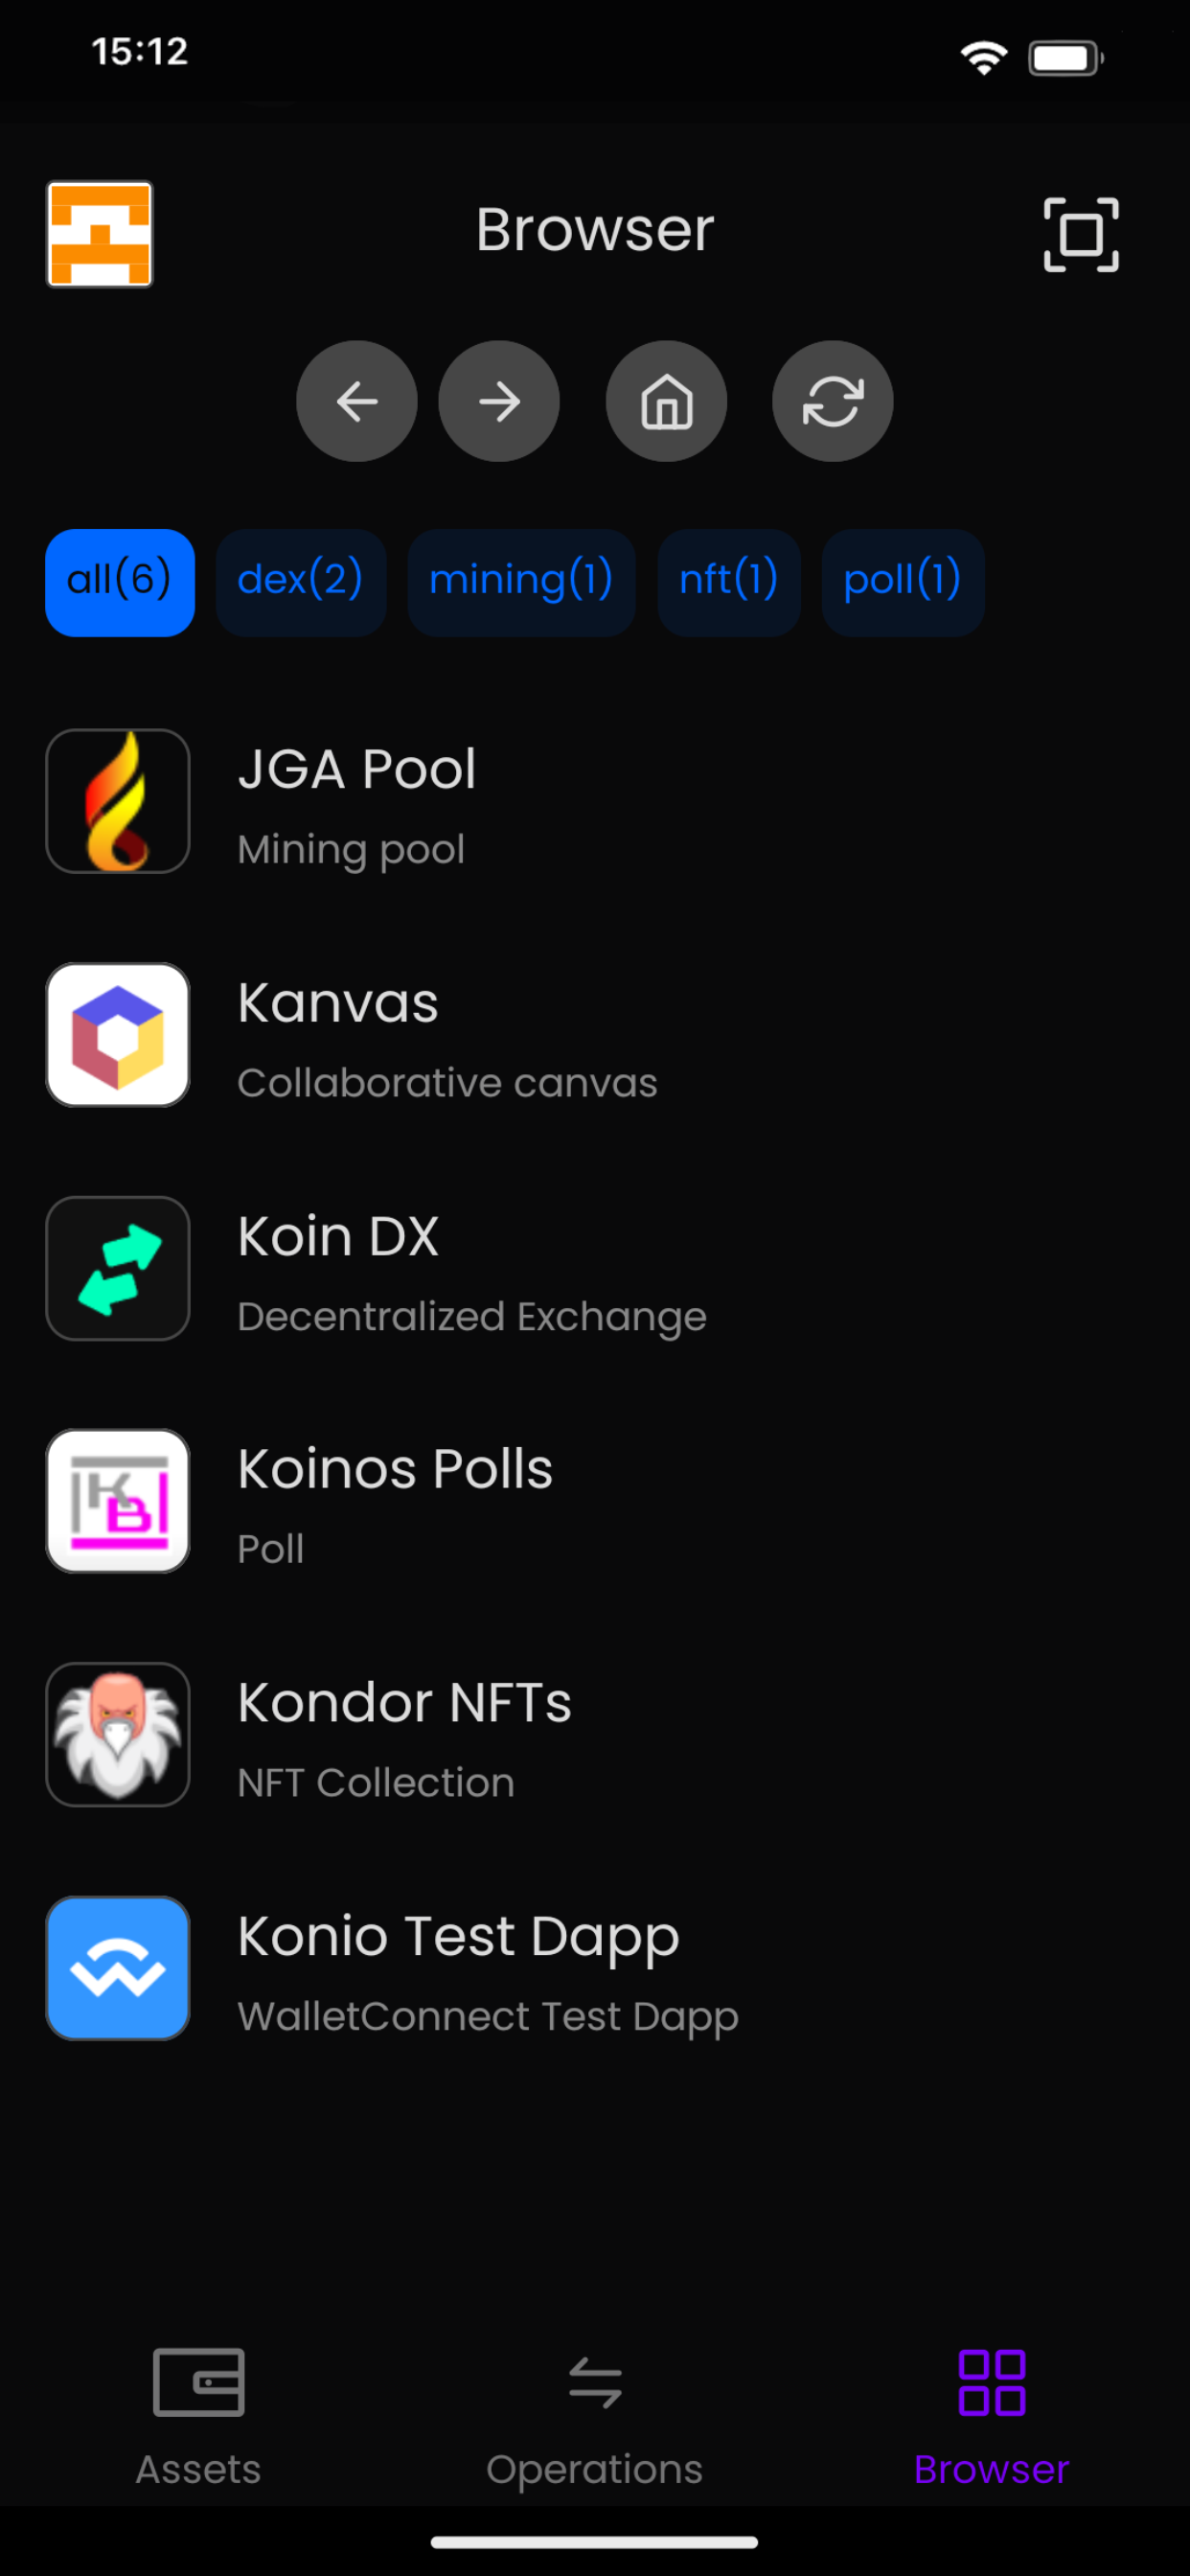 15:12
Browser
all(6) dex(2) mining(1) nft(1) poll(1)
JGA Pool
Mining pool
Kanvas
Collaborative canvas
Koin DX
Decentralized Exchange
Koinos Polls
Poll
KB
Kondor NFTs
NFT Collection
Konio Test Dapp
WalletConnect Test Dapp
Assets Operations Browser